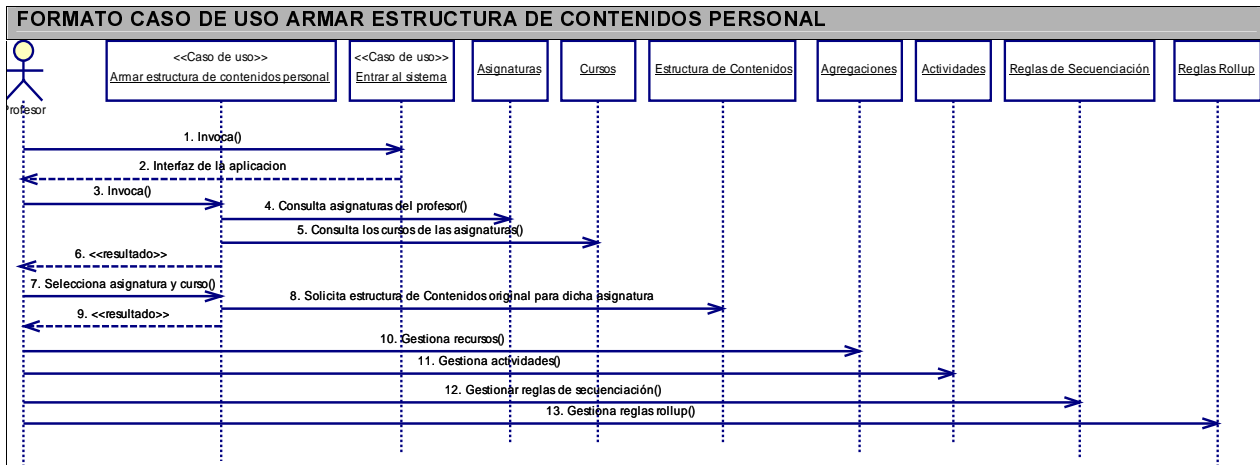 FORMATO CASO DE USO ARMAR ESTRUCTURA DE CONTENIDOS PERSONAL
<<Caso de uso>>
Armar estructura de contenidos personal
<<Caso de uso>>
Entrar al sistema
Asignaturas
Cursos
Estructura de Contenidos
Agregaciones
Actividades
Reglas de Secuenciación
Reglas Rollup
Profesor
1. Invoca()
2. Interfaz de la aplicacion
3. Invoca()
4. Consulta asignaturas del profesor()
5. Consulta los cursos de las asignaturas()
6. <<resultado>>
7. Selecciona asignatura y curso()
8. Solicita estructura de Contenidos original para dicha asignatura
9. <<resultado>>
10. Gestiona recursos()
11. Gestiona actividades()
12. Gestionar reglas de secuenciación()
13. Gestiona reglas rollup()